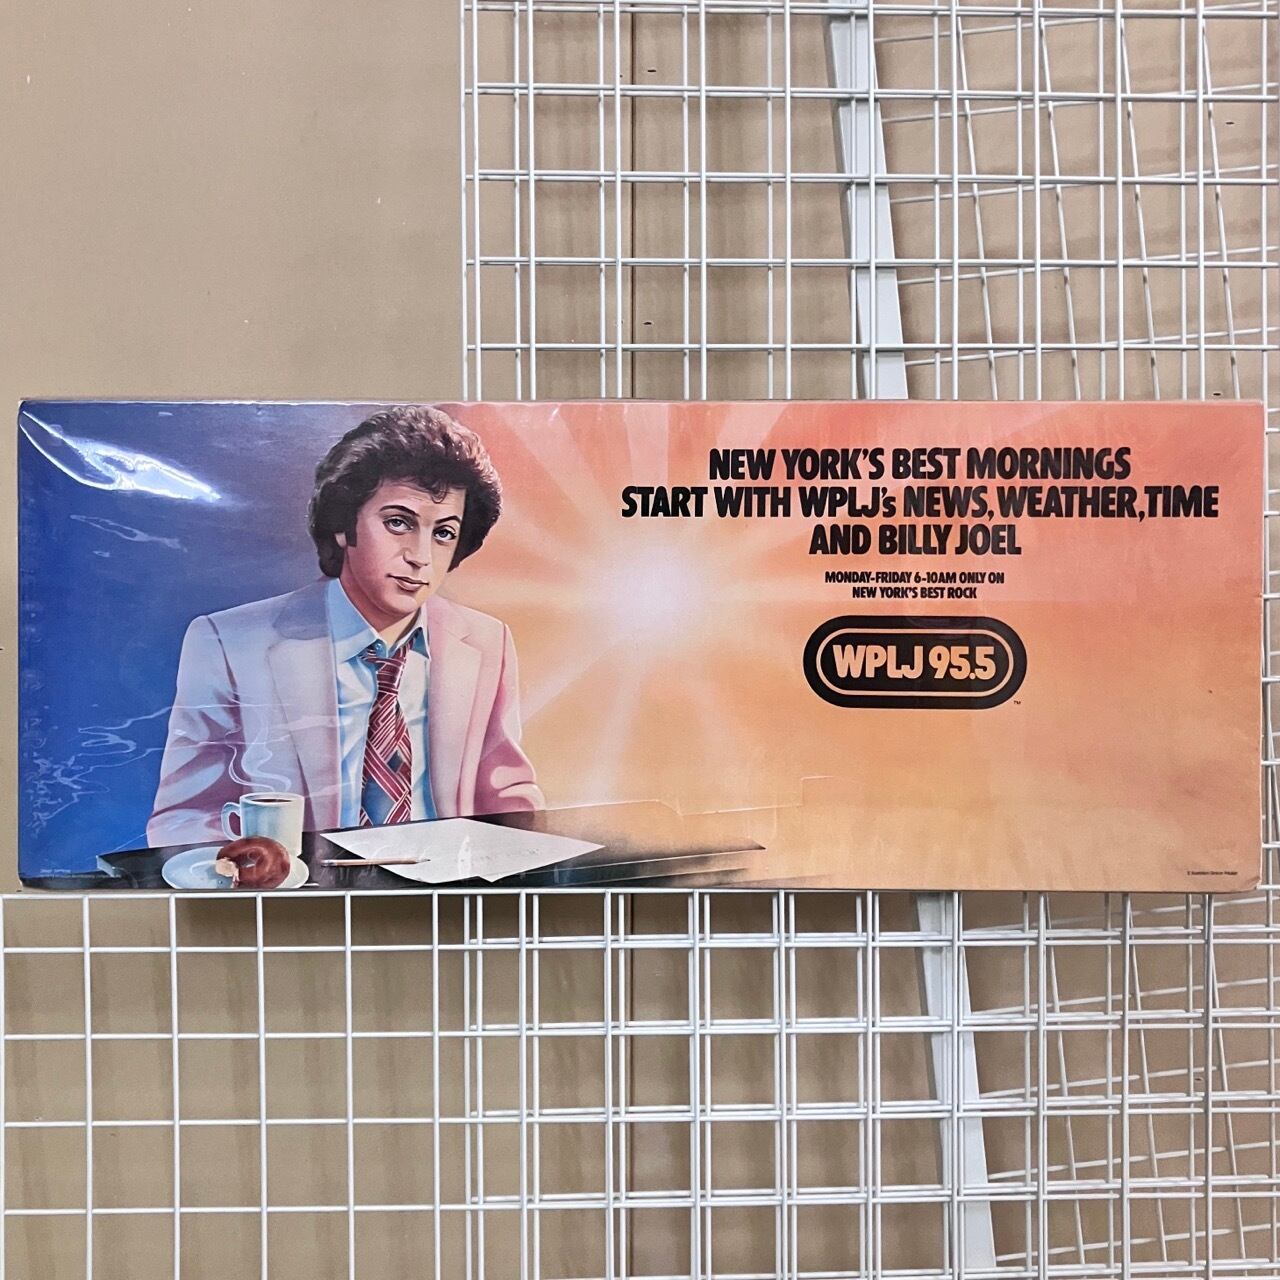 NEW YORK'S BEST MORNINGS
START WITH WPLJ's NEWS, WEATHER, TIME
AND BILLY JOEL
MONDAY-FRIDAY 6-10AM ONLY ON
NEW YORK'S BEST ROCK
WPLJ 95.5
TM